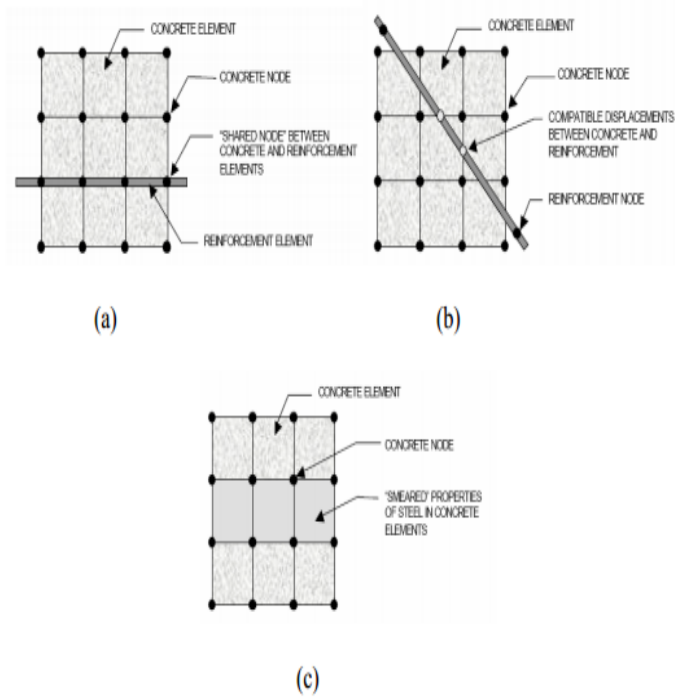 CONCRETE ELEMENT
CONCRETE NODE
"SHARED NODE" BETWEEN
CONCRETE AND REINFORCEMENT
ELEMENTS
REINFORCEMENT ELEMENT
(a)
CONCRETE ELEMENT
CONCRETE NODE
COMPATIBLE DISPLACEMENTS
BETWEEN CONCRETE AND
REINFORCEMENT
REINFORCEMENT NODE
(b)
CONCRETE ELEMENT
CONCRETE NODE
"SMEARED" PROPERTIES
OF STEEL IN CONCRETE
ELEMENTS
(c)